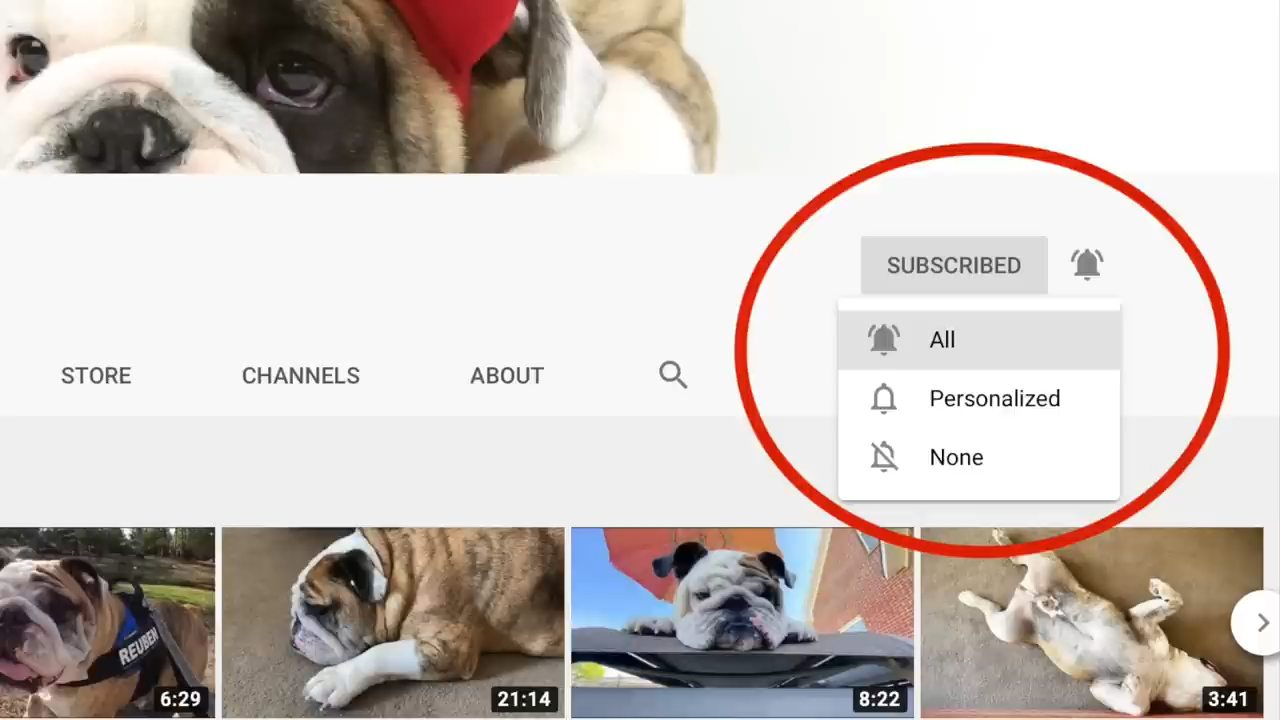 SUBSCRIBED
All
STORE
CHANNELS
ABOUT
Personalized
None
REUBEN
6:29
21:14
8:22
3:41